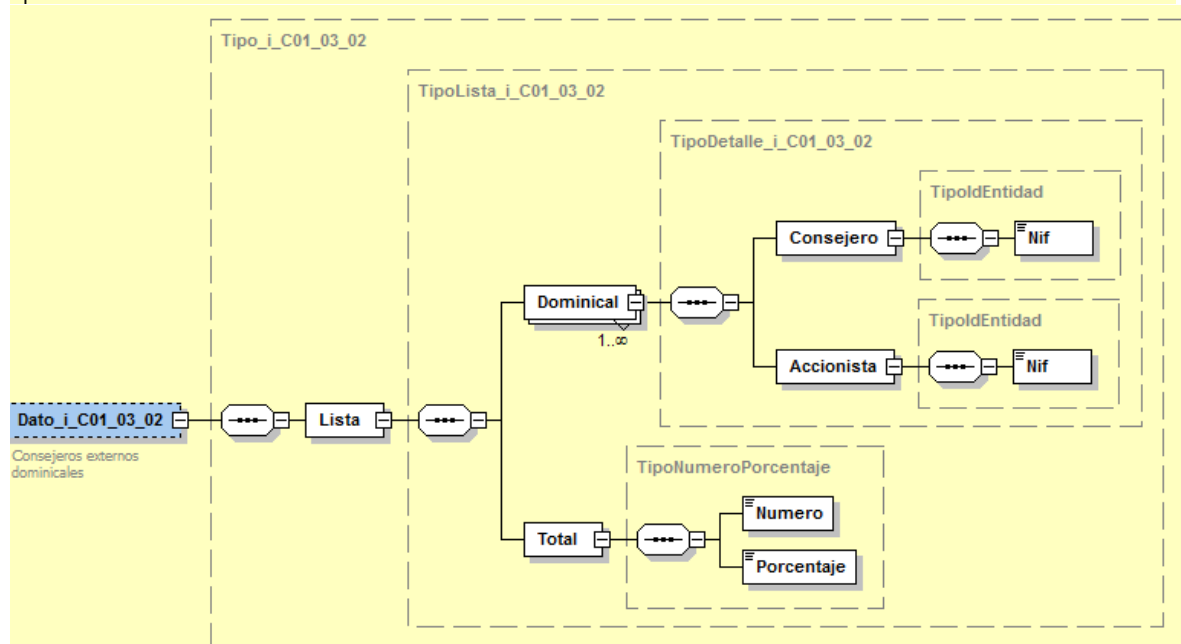 Tipo_i_C01_03_02
TipoLista_i_C01_03_02
TipoDetalle_i_C01_03_02
TipoIdEntidad
Consejero
Nif
Dominical
1..∞
TipoIdEntidad
Accionista
Nif
Dato_i_C01_03_02
Lista
Consejeros externos
dominicales
TipoNumeroPorcentaje
Numero
Total
Porcentaje